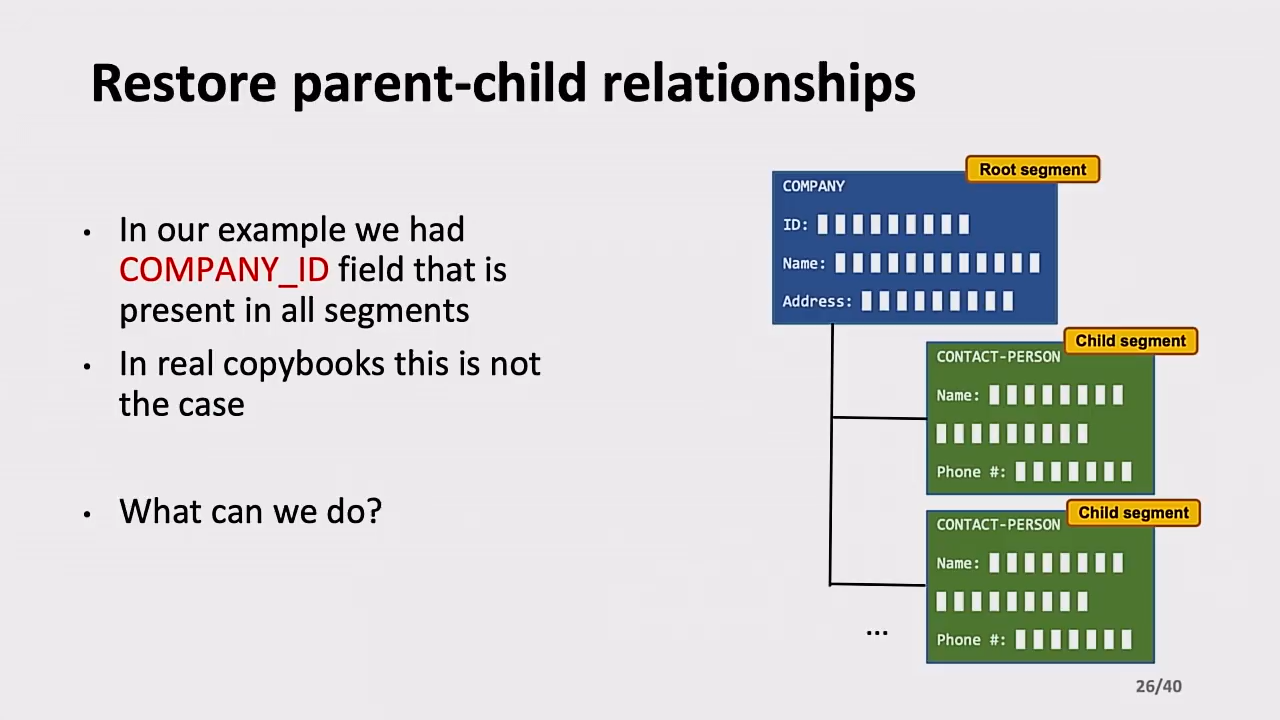 Restore parent-child relationships
• In our example we had
COMPANY_ID field that is
present in all segments
• In real copybooks this is not
the case
• What can we do?
Root segment
COMPANY
ID:
Name:
Address:
Child segment
CONTACT-PERSON
Name:
Phone #:
Child segment
CONTACT-PERSON
Name:
Phone #:
...
26/40